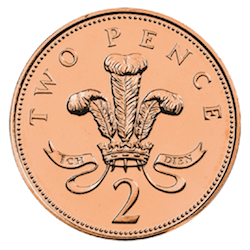 TWO PENCE
ICH DIEN
2